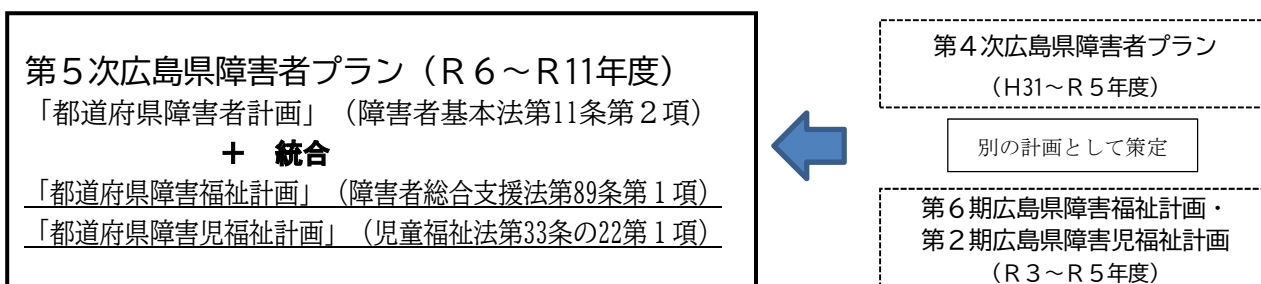 第５次広島県障害者プラン（Ｒ６～Ｒ11年度）
「都道府県障害者計画」（障害者基本法第11条第２項）
＋　統合
「都道府県障害福祉計画」（障害者総合支援法第89条第１項）
「都道府県障害児福祉計画」（児童福祉法第33条の22第１項）
第４次広島県障害者プラン
（H31～Ｒ５年度）
別の計画として策定
第６期広島県障害福祉計画・
第２期広島県障害児福祉計画
（Ｒ３～Ｒ５年度）